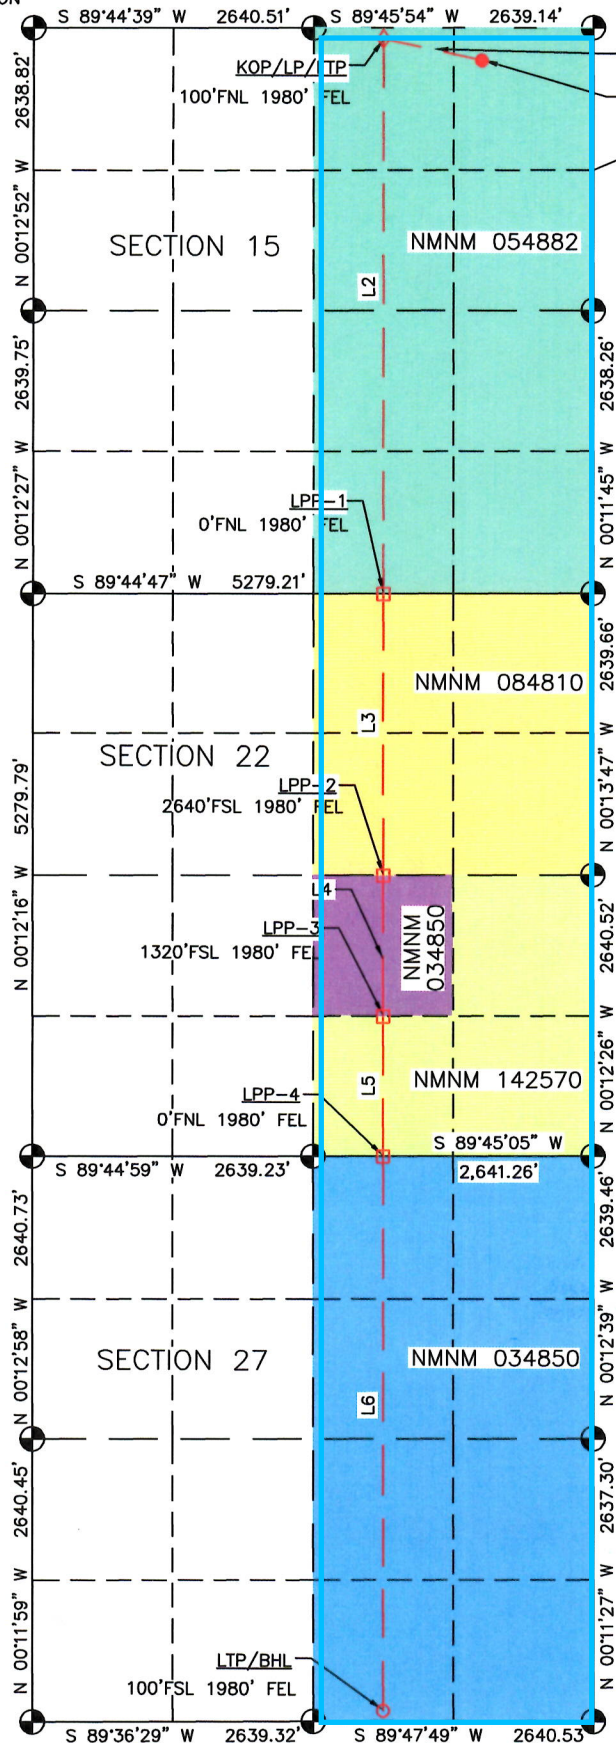 S 89°44'39" W 2640.51' S 89°45'54" W 2639.14'
KOP/LP/FTP
100'FNL 1980' FEL
N 00°12'52" W 2638.82'
SECTION 15
NMNM 054882
L2
N 00°12'27" W 2639.75'
N 00°11'45" W 2638.26'
LPP-1
0'FNL 1980' FEL
S 89°44'47" W 5279.21'
NMNM 084810
L3
SECTION 22
LPP-2
2640'FSL 1980' FEL
N 00°12'16" W 5279.79'
N 00°13'47" W 2639.66'
L4
LPP-3
1320'FSL 1980' FEL
NMNM
034850
N 00°12'26" W 2640.52'
L5
NMNM 142570
LPP-4
0'FNL 1980' FEL
S 89°45'05" W
2,641.26'
S 89°44'59" W 2639.23'
N 00°12'58" W 2640.73'
N 00°12'39" W 2639.46'
SECTION 27
NMNM 034850
L6
N 00°11'59" W 2640.45'
N 00°11'27" W 2637.30'
LTP/BHL
100'FSL 1980' FEL
S 89°36'29" W 2639.32' S 89°47'49" W 2640.53